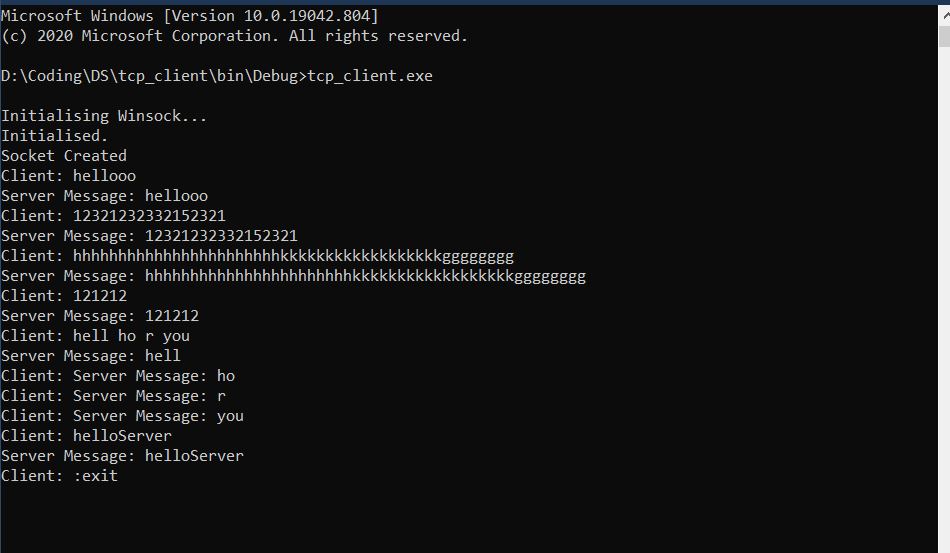 Microsoft Windows [Version 10.0.19042.804]
(c) 2020 Microsoft Corporation. All rights reserved.
D:\Coding\DS\tcp_client\bin\Debug>tcp_client.exe
Initialising Winsock...
Initialised.
Socket Created
Client: hellooo
Server Message: hellooo
Client: 12321232332152321
Server Message: 12321232332152321
Client: hhhhhhhhhhhhhhhhhhhhhhhkkkkkkkkkkkkkkkkkkgggggggg
Server Message: hhhhhhhhhhhhhhhhhhhhhhhkkkkkkkkkkkkkkkkkkgggggggg
Client: 121212
Server Message: 121212
Client: hell ho r you
Server Message: hell
Client: Server Message: ho
Client: Server Message: r
Client: Server Message: you
Client: helloServer
Server Message: helloServer
Client: :exit